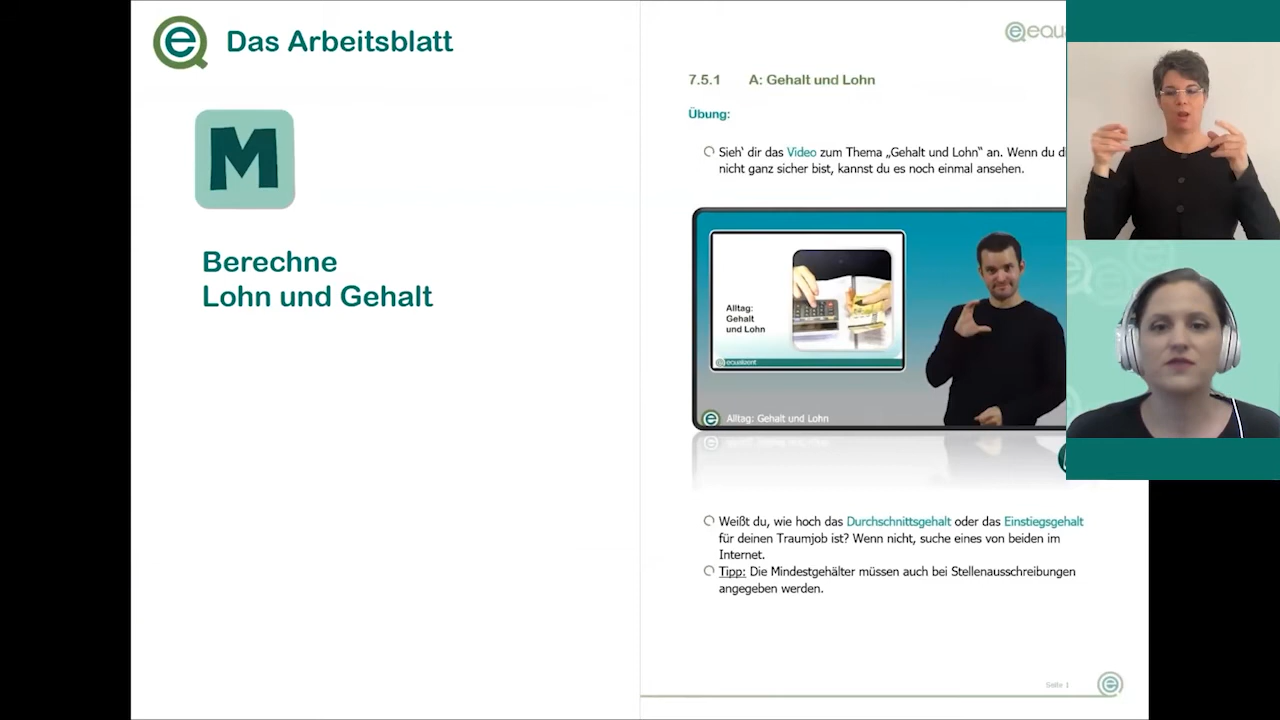 Das Arbeitsblatt
M
Berechne
Lohn und Gehalt
7.5.1 A: Gehalt und Lohn
Übung:
Sieh‘ dir das Video zum Thema „Gehalt und Lohn“ an. Wenn du
nicht ganz sicher bist, kannst du es noch einmal ansehen.
Alltag:
Gehalt
und Lohn
equalizent
Alltag: Gehalt und Lohn
Weißt du, wie hoch das Durchschnittsgehalt oder das Einstiegsgehalt
für deinen Traumjob ist? Wenn nicht, suche eines von beiden im
Internet.
Tipp: Die Mindestgehälter müssen auch bei Stellenausschreibungen
angegeben werden.
Seite 1